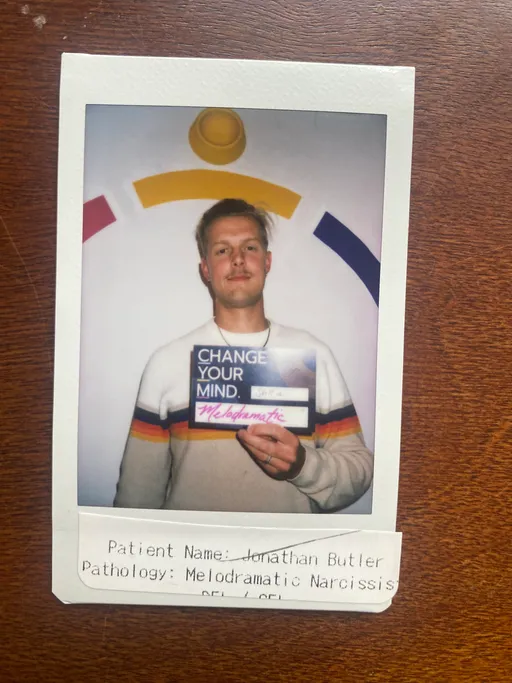 CHANGE
YOUR
MIND.
Melodramatic
Patient Name: Jonathan Butler
Pathology: Melodramatic Narcissis